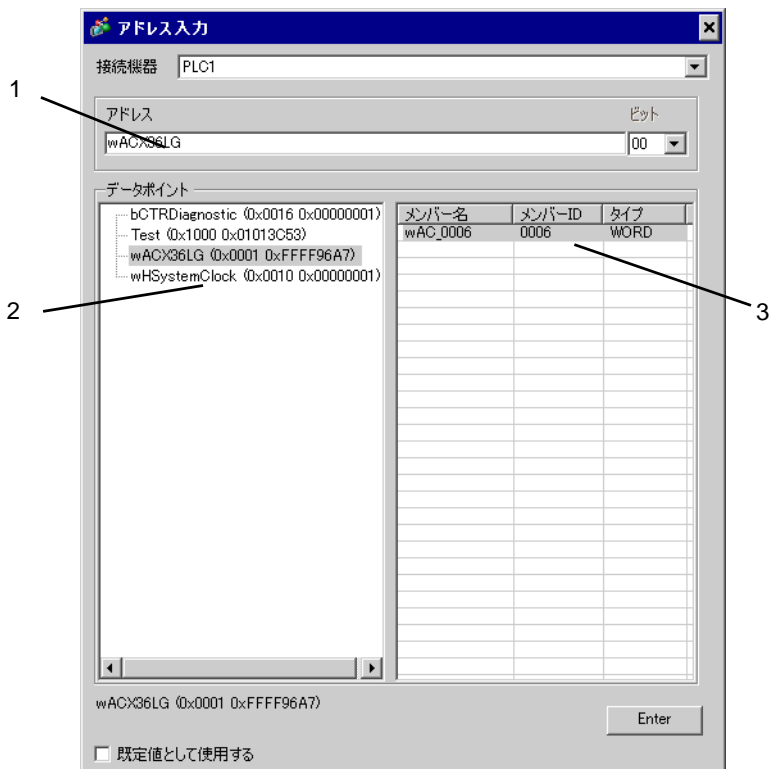 アドレス入力
接続機器 PLC1
1
アドレス ビット
wACX36LG 00
データポイント
bCTRDiagnostic (0x0016 0x00000001)
Test (0x1000 0x01013C53)
wACX36LG (0x0001 0xFFFF96A7)
wHSystemClock (0x0010 0x00000001)
メンバー名 メンバーID タイプ
wAC_0006 0006 WORD
2
3
wACX36LG (0x0001 0xFFFF96A7)
Enter
既定値として使用する